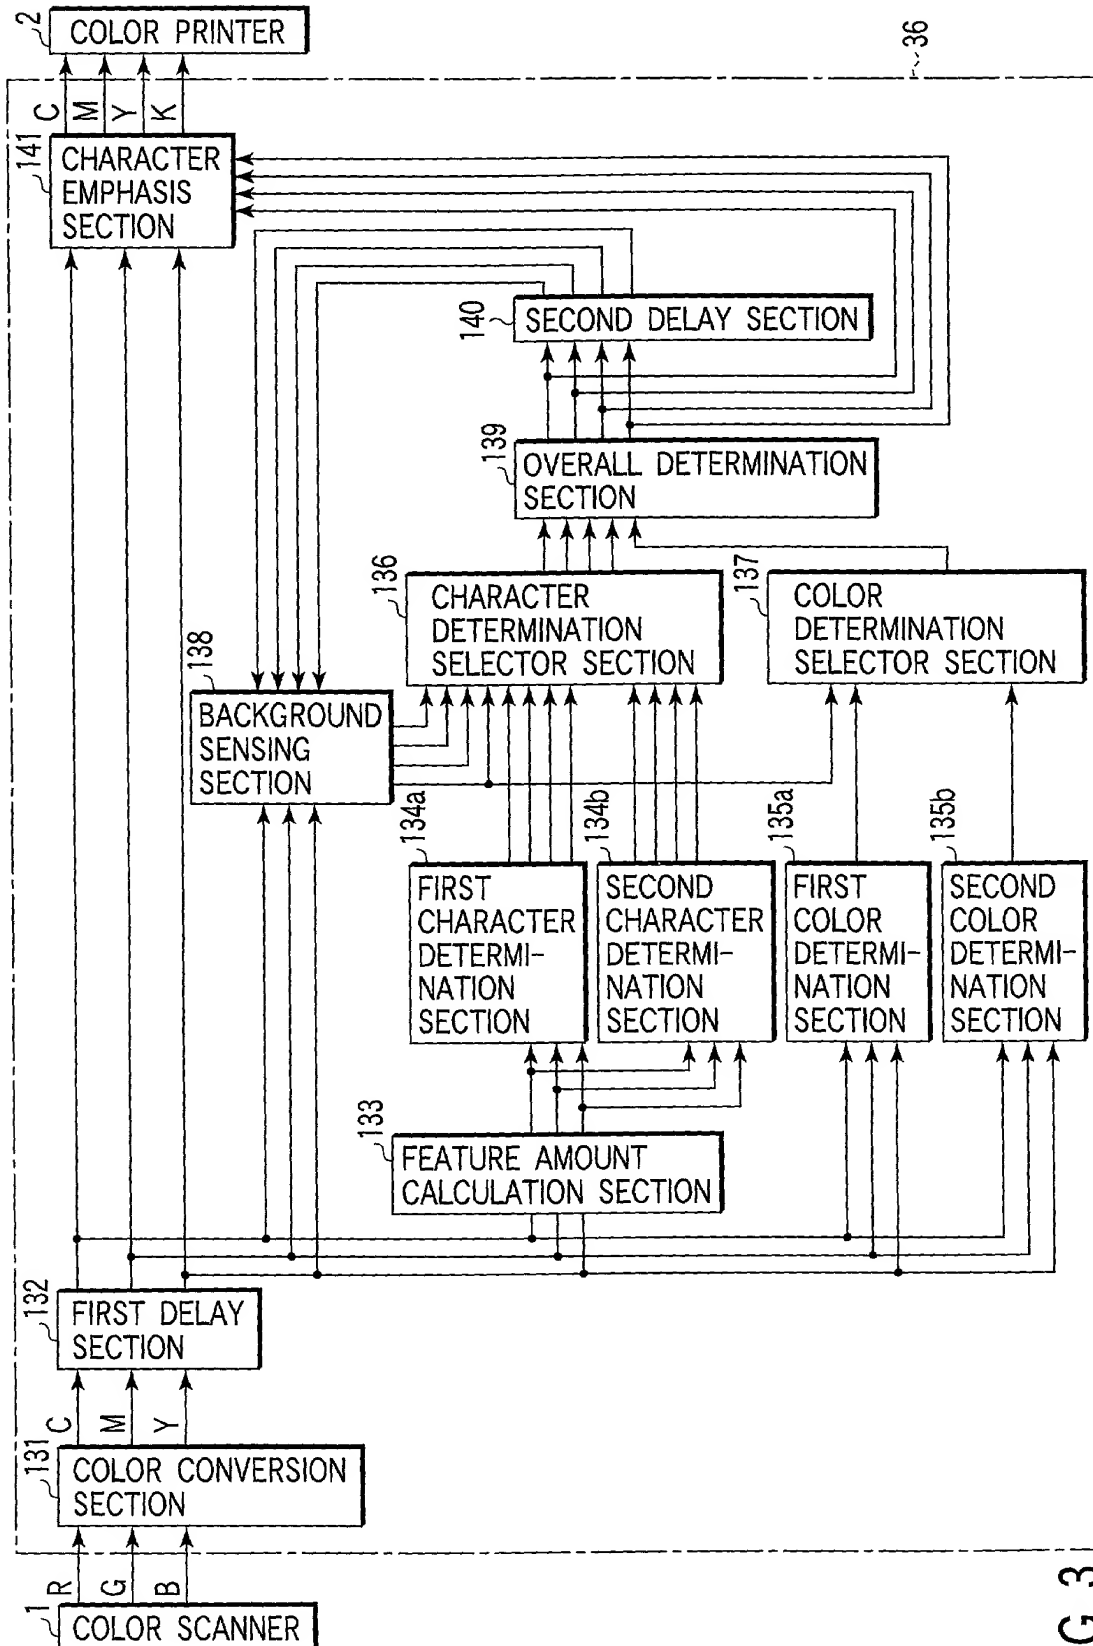 1
COLOR SCANNER
R
G
B
131
COLOR CONVERSION
SECTION
C
M
Y
132
FIRST DELAY
SECTION
133
FEATURE AMOUNT
CALCULATION SECTION
134a
FIRST
CHARACTER
DETERMI-
NATION
SECTION
134b
SECOND
CHARACTER
DETERMI-
NATION
SECTION
135a
FIRST
COLOR
DETERMI-
NATION
SECTION
135b
SECOND
COLOR
DETERMI-
NATION
SECTION
138
BACKGROUND
SENSING
SECTION
136
CHARACTER
DETERMINATION
SELECTOR SECTION
137
COLOR
DETERMINATION
SELECTOR SECTION
139
OVERALL DETERMINATION
SECTION
140
SECOND DELAY SECTION
141
CHARACTER
EMPHASIS
SECTION
C
M
Y
K
2
COLOR PRINTER
36
G 3